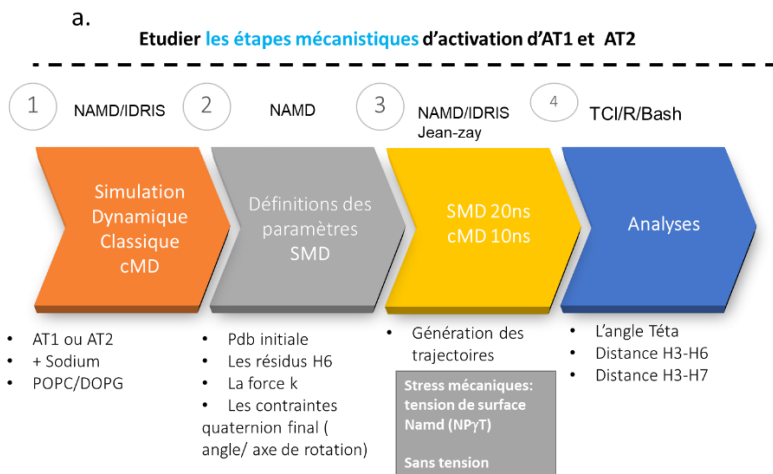 a.
Etudier les étapes mécanistiques d'activation d'AT1 et AT2
1
NAMD/IDRIS
2
NAMD
3
NAMD/IDRIS
Jean-zay
4
TCl/R/Bash
Simulation
Dynamique
Classique
cMD
Définitions des
paramètres
SMD
SMD 20ns
cMD 10ns
Analyses
• AT1 ou AT2
• + Sodium
• POPC/DOPG
• Pdb initiale
• Les résidus H6
• La force k
• Les contraintes
quaternion final (
angle/ axe de rotation)
• Génération des
trajectoires
Stress mécaniques:
tension de surface
Namd (NPγT)
Sans tension
• L'angle Téta
• Distance H3-H6
• Distance H3-H7